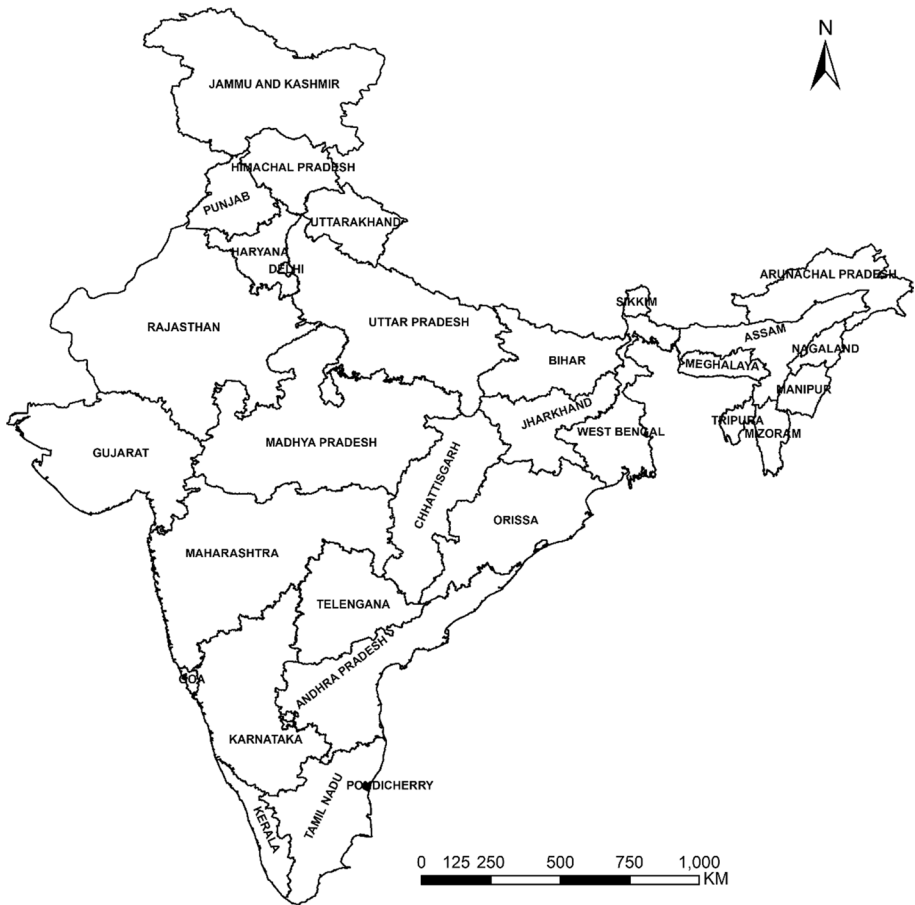 N
JAMMU AND KASHMIR
HIMACHAL PRADESH
PUNJAB
UTTARAKHAND
HARYANA
DELHI
ARUNACHAL PRADESH
SIKKIM
RAJASTHAN
UTTAR PRADESH
ASSAM
NAGALAND
BIHAR
MEGHALAYA
MANIPUR
JHARKHAND
TRIPURA
WEST BENGAL
MIZORAM
GUJARAT
MADHYA PRADESH
CHHATTISGARH
ORISSA
MAHARASHTRA
TELENGANA
ANDHRA PRADESH
GOA
KARNATAKA
PONDICHERRY
TAMIL NADU
KERALA
0 125 250 500 750 1,000
KM